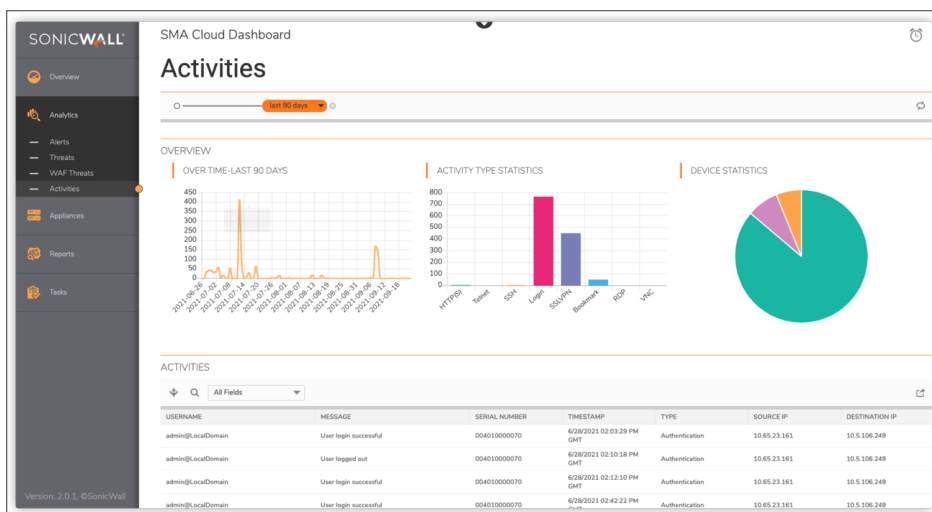 SONICWALL
SMA Cloud Dashboard
Activities
Overview
Analytics
Alerts
Threats
WAF Threats
Activities
Appliances
Reports
Tasks
Version: 2.0.1, ©SonicWall
last 90 days
OVERVIEW
OVER TIME-LAST 90 DAYS
450
400
350
300
250
200
150
100
50
0
2021-06-26
2021-07-02
2021-07-08
2021-07-14
2021-07-20
2021-07-26
2021-08-01
2021-08-07
2021-08-13
2021-08-19
2021-08-25
2021-08-31
2021-09-06
2021-09-12
2021-09-18
ACTIVITY TYPE STATISTICS
800
700
600
500
400
300
200
100
0
HTTP(S)
Telnet
SSH
Login
SSLVPN
Bookmark
RDP
VNC
DEVICE STATISTICS
ACTIVITIES
All Fields
USERNAME MESSAGE SERIAL NUMBER TIMESTAMP TYPE SOURCE IP DESTINATION IP
admin@LocalDomain User login successful 004010000070 6/28/2021 02:03:29 PM GMT Authentication 10.65.23.161 10.5.106.249
admin@LocalDomain User logged out 004010000070 6/28/2021 02:10:18 PM GMT Authentication 10.65.23.161 10.5.106.249
admin@LocalDomain User login successful 004010000070 6/28/2021 02:12:10 PM GMT Authentication 10.65.23.161 10.5.106.249
admin@LocalDomain User login successful 004010000070 6/28/2021 02:42:22 PM Authentication 10.65.23.161 10.5.106.249